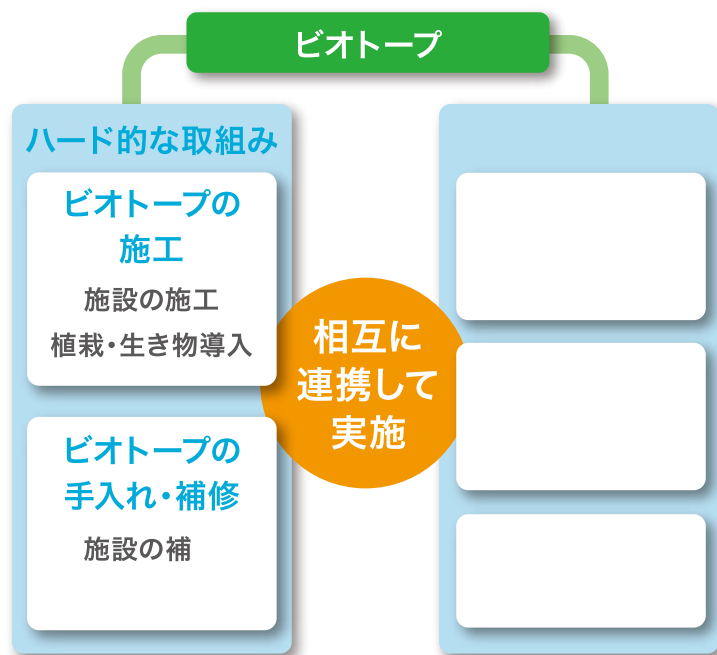 ビオトープ
ハード的な取組み
ビオトープの
施工
施設の施工
植栽・生き物導入
ビオトープの
手入れ・補修
施設の補
相互に
連携して
実施